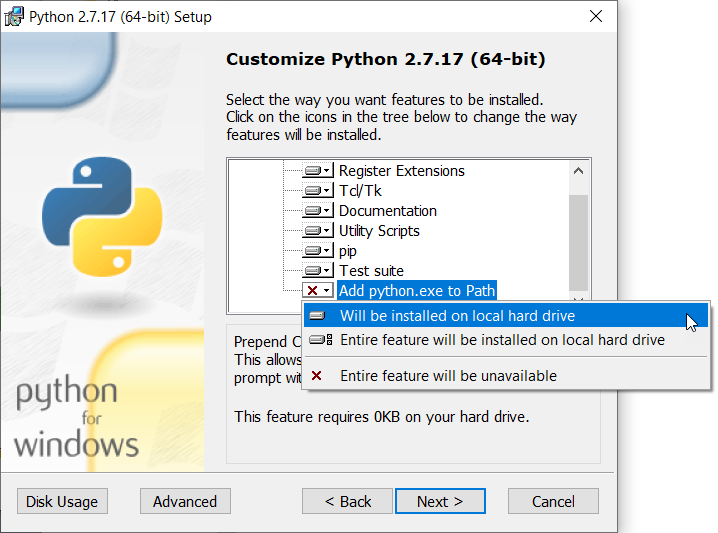 Python 2.7.17 (64-bit) Setup
Customize Python 2.7.17 (64-bit)
Select the way you want features to be installed.
Click on the icons in the tree below to change the way
features will be installed.
Register Extensions
Tcl/Tk
Documentation
Utility Scripts
pip
Test suite
Add python.exe to Path
Will be installed on local hard drive
Entire feature will be installed on local hard drive
Entire feature will be unavailable
Prepend
This allows
prompt
This feature requires 0KB on your hard drive.
python
for
windows
Disk Usage
Advanced
< Back
Next >
Cancel